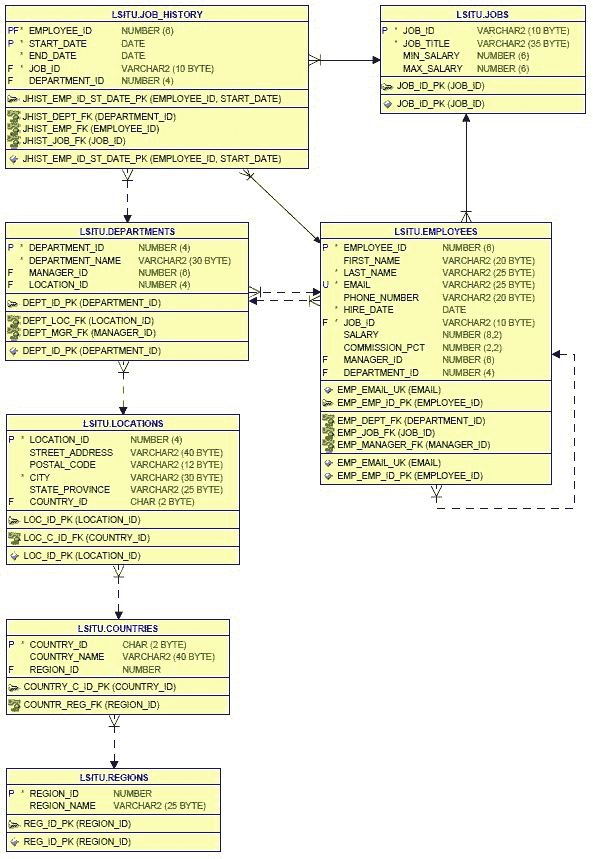 LSITU.JOB_HISTORY
PF* EMPLOYEE_ID NUMBER (6)
P * START_DATE DATE
* END_DATE DATE
F * JOB_ID VARCHAR2 (10 BYTE)
F DEPARTMENT_ID NUMBER (4)
JHIST_EMP_ID_ST_DATE_PK (EMPLOYEE_ID, START_DATE)
JHIST_DEPT_FK (DEPARTMENT_ID)
JHIST_EMP_FK (EMPLOYEE_ID)
JHIST_JOB_FK (JOB_ID)
JHIST_EMP_ID_ST_DATE_PK (EMPLOYEE_ID, START_DATE)
LSITU.JOBS
P * JOB_ID VARCHAR2 (10 BYTE)
* JOB_TITLE VARCHAR2 (35 BYTE)
MIN_SALARY NUMBER (6)
MAX_SALARY NUMBER (6)
JOB_ID_PK (JOB_ID)
JOB_ID_PK (JOB_ID)
LSITU.DEPARTMENTS
P * DEPARTMENT_ID NUMBER (4)
* DEPARTMENT_NAME VARCHAR2 (30 BYTE)
F MANAGER_ID NUMBER (6)
F LOCATION_ID NUMBER (4)
DEPT_ID_PK (DEPARTMENT_ID)
DEPT_LOC_FK (LOCATION_ID)
DEPT_MGR_FK (MANAGER_ID)
DEPT_ID_PK (DEPARTMENT_ID)
LSITU.EMPLOYEES
P * EMPLOYEE_ID NUMBER (6)
FIRST_NAME VARCHAR2 (20 BYTE)
* LAST_NAME VARCHAR2 (25 BYTE)
U * EMAIL VARCHAR2 (25 BYTE)
PHONE_NUMBER VARCHAR2 (20 BYTE)
* HIRE_DATE DATE
F * JOB_ID VARCHAR2 (10 BYTE)
SALARY NUMBER (8,2)
COMMISSION_PCT NUMBER (2,2)
F MANAGER_ID NUMBER (6)
F DEPARTMENT_ID NUMBER (4)
EMP_EMAIL_UK (EMAIL)
EMP_EMP_ID_PK (EMPLOYEE_ID)
EMP_DEPT_FK (DEPARTMENT_ID)
EMP_JOB_FK (JOB_ID)
EMP_MANAGER_FK (MANAGER_ID)
EMP_EMAIL_UK (EMAIL)
EMP_EMP_ID_PK (EMPLOYEE_ID)
LSITU.LOCATIONS
P * LOCATION_ID NUMBER (4)
STREET_ADDRESS VARCHAR2 (40 BYTE)
POSTAL_CODE VARCHAR2 (12 BYTE)
* CITY VARCHAR2 (30 BYTE)
STATE_PROVINCE VARCHAR2 (25 BYTE)
F COUNTRY_ID CHAR (2 BYTE)
LOC_ID_PK (LOCATION_ID)
LOC_C_ID_FK (COUNTRY_ID)
LOC_ID_PK (LOCATION_ID)
LSITU.COUNTRIES
P * COUNTRY_ID CHAR (2 BYTE)
COUNTRY_NAME VARCHAR2 (40 BYTE)
F REGION_ID NUMBER
COUNTRY_C_ID_PK (COUNTRY_ID)
COUNTR_REG_FK (REGION_ID)
LSITU.REGIONS
P * REGION_ID NUMBER
REGION_NAME VARCHAR2 (25 BYTE)
REG_ID_PK (REGION_ID)
REG_ID_PK (REGION_ID)